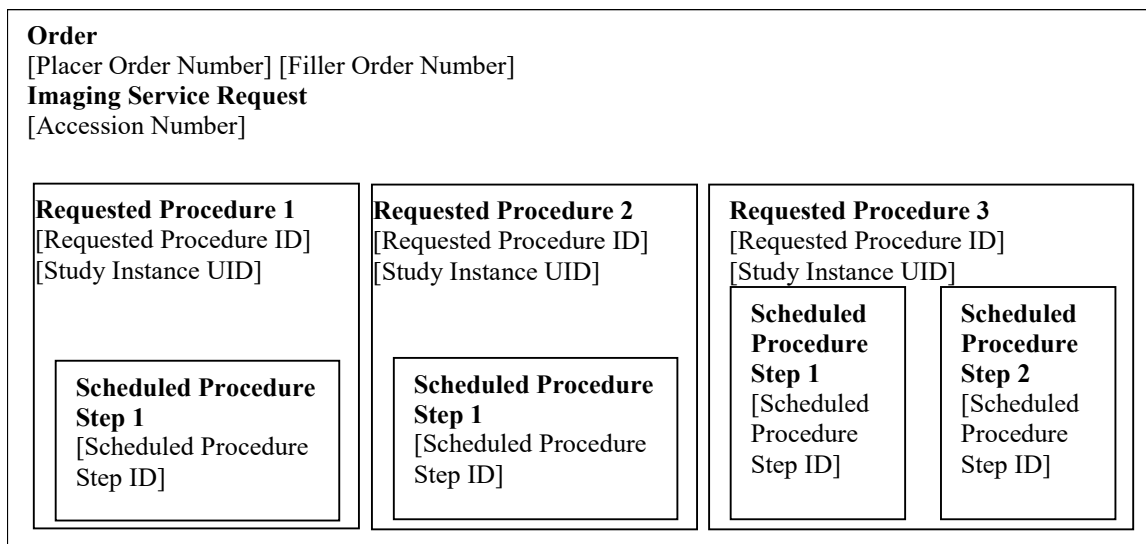 Order
[Placer Order Number] [Filler Order Number]
Imaging Service Request
[Accession Number]
Requested Procedure 1
[Requested Procedure ID]
[Study Instance UID]
Scheduled Procedure
Step 1
[Scheduled Procedure
Step ID]
Requested Procedure 2
[Requested Procedure ID]
[Study Instance UID]
Scheduled Procedure
Step 1
[Scheduled Procedure
Step ID]
Requested Procedure 3
[Requested Procedure ID]
[Study Instance UID]
Scheduled
Procedure
Step 1
[Scheduled
Procedure
Step ID]
Scheduled
Procedure
Step 2
[Scheduled
Procedure
Step ID]